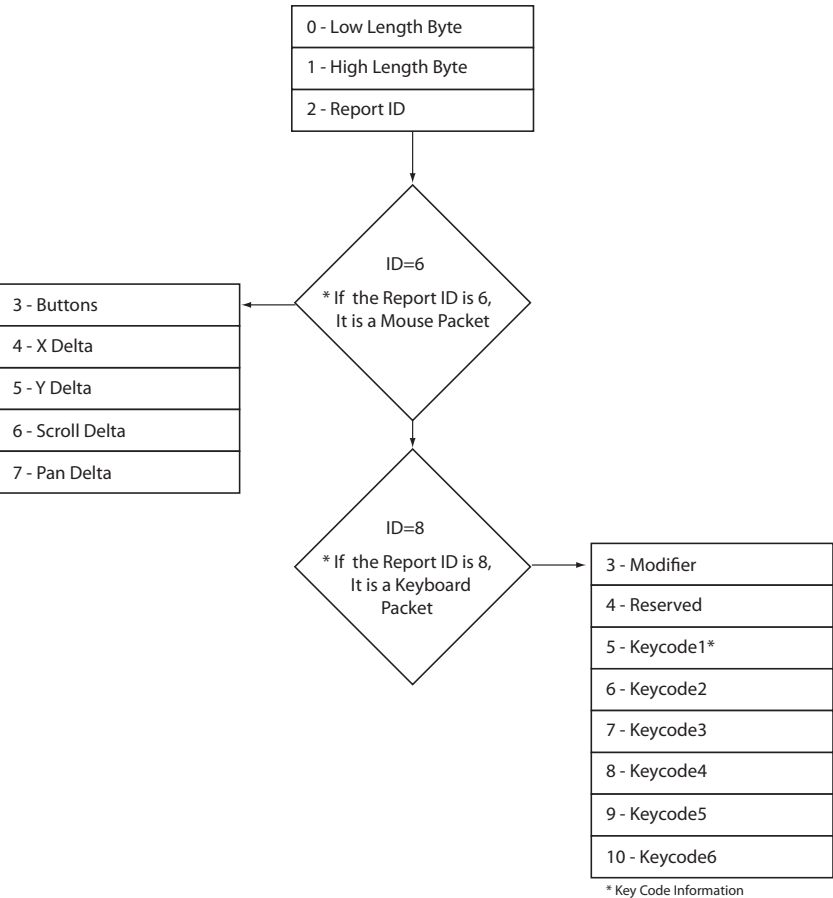 0 - Low Length Byte
1 - High Length Byte
2 - Report ID
ID=6
* If the Report ID is 6,
It is a Mouse Packet
3 - Buttons
4 - X Delta
5 - Y Delta
6 - Scroll Delta
7 - Pan Delta
ID=8
* If the Report ID is 8,
It is a Keyboard
Packet
3 - Modifier
4 - Reserved
5 - Keycode1*
6 - Keycode2
7 - Keycode3
8 - Keycode4
9 - Keycode5
10 - Keycode6
* Key Code Information